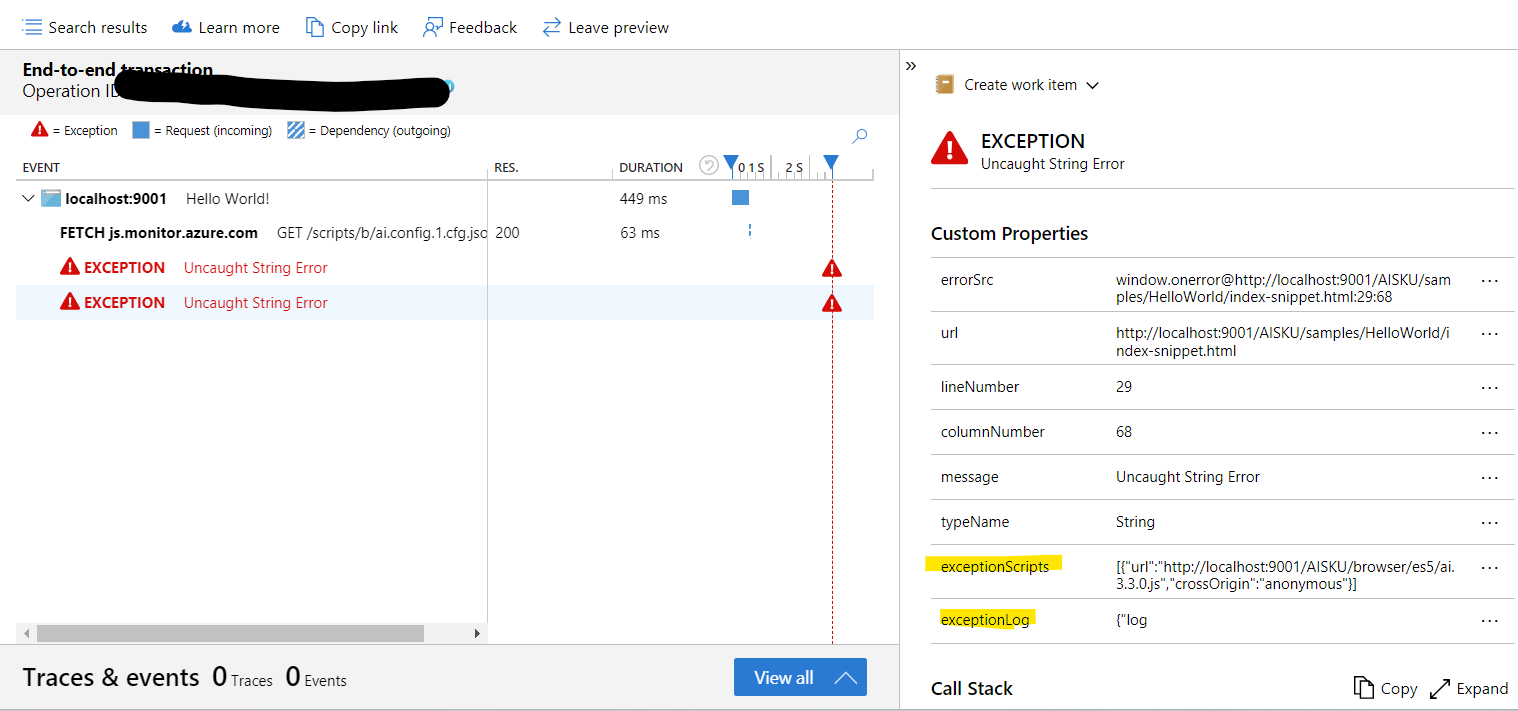 Search results
Learn more
Copy link
Feedback
Leave preview
End-to-end transaction
Operation ID
= Exception
= Request (incoming)
= Dependency (outgoing)
EVENT
RES.
DURATION
0 1 S
2 S
localhost:9001 Hello World!
449 ms
FETCH js.monitor.azure.com GET /scripts/b/ai.config.1.cfg.jso
200
63 ms
EXCEPTION Uncaught String Error
EXCEPTION Uncaught String Error
Traces & events 0 Traces 0 Events
View all
»
Create work item
EXCEPTION
Uncaught String Error
Custom Properties
errorSrc
window.onerror@http://localhost:9001/AISKU/sam
ples/HelloWorld/index-snippet.html:29:68
...
url
http://localhost:9001/AISKU/samples/HelloWorld/i
ndex-snippet.html
...
lineNumber
29
...
columnNumber
68
...
message
Uncaught String Error
...
typeName
String
...
exceptionScripts
[{"url":"http://localhost:9001/AISKU/browser/es5/ai.
3.3.0.js","crossOrigin":"anonymous"}]
...
exceptionLog
{"log
...
Call Stack
Copy
Expand